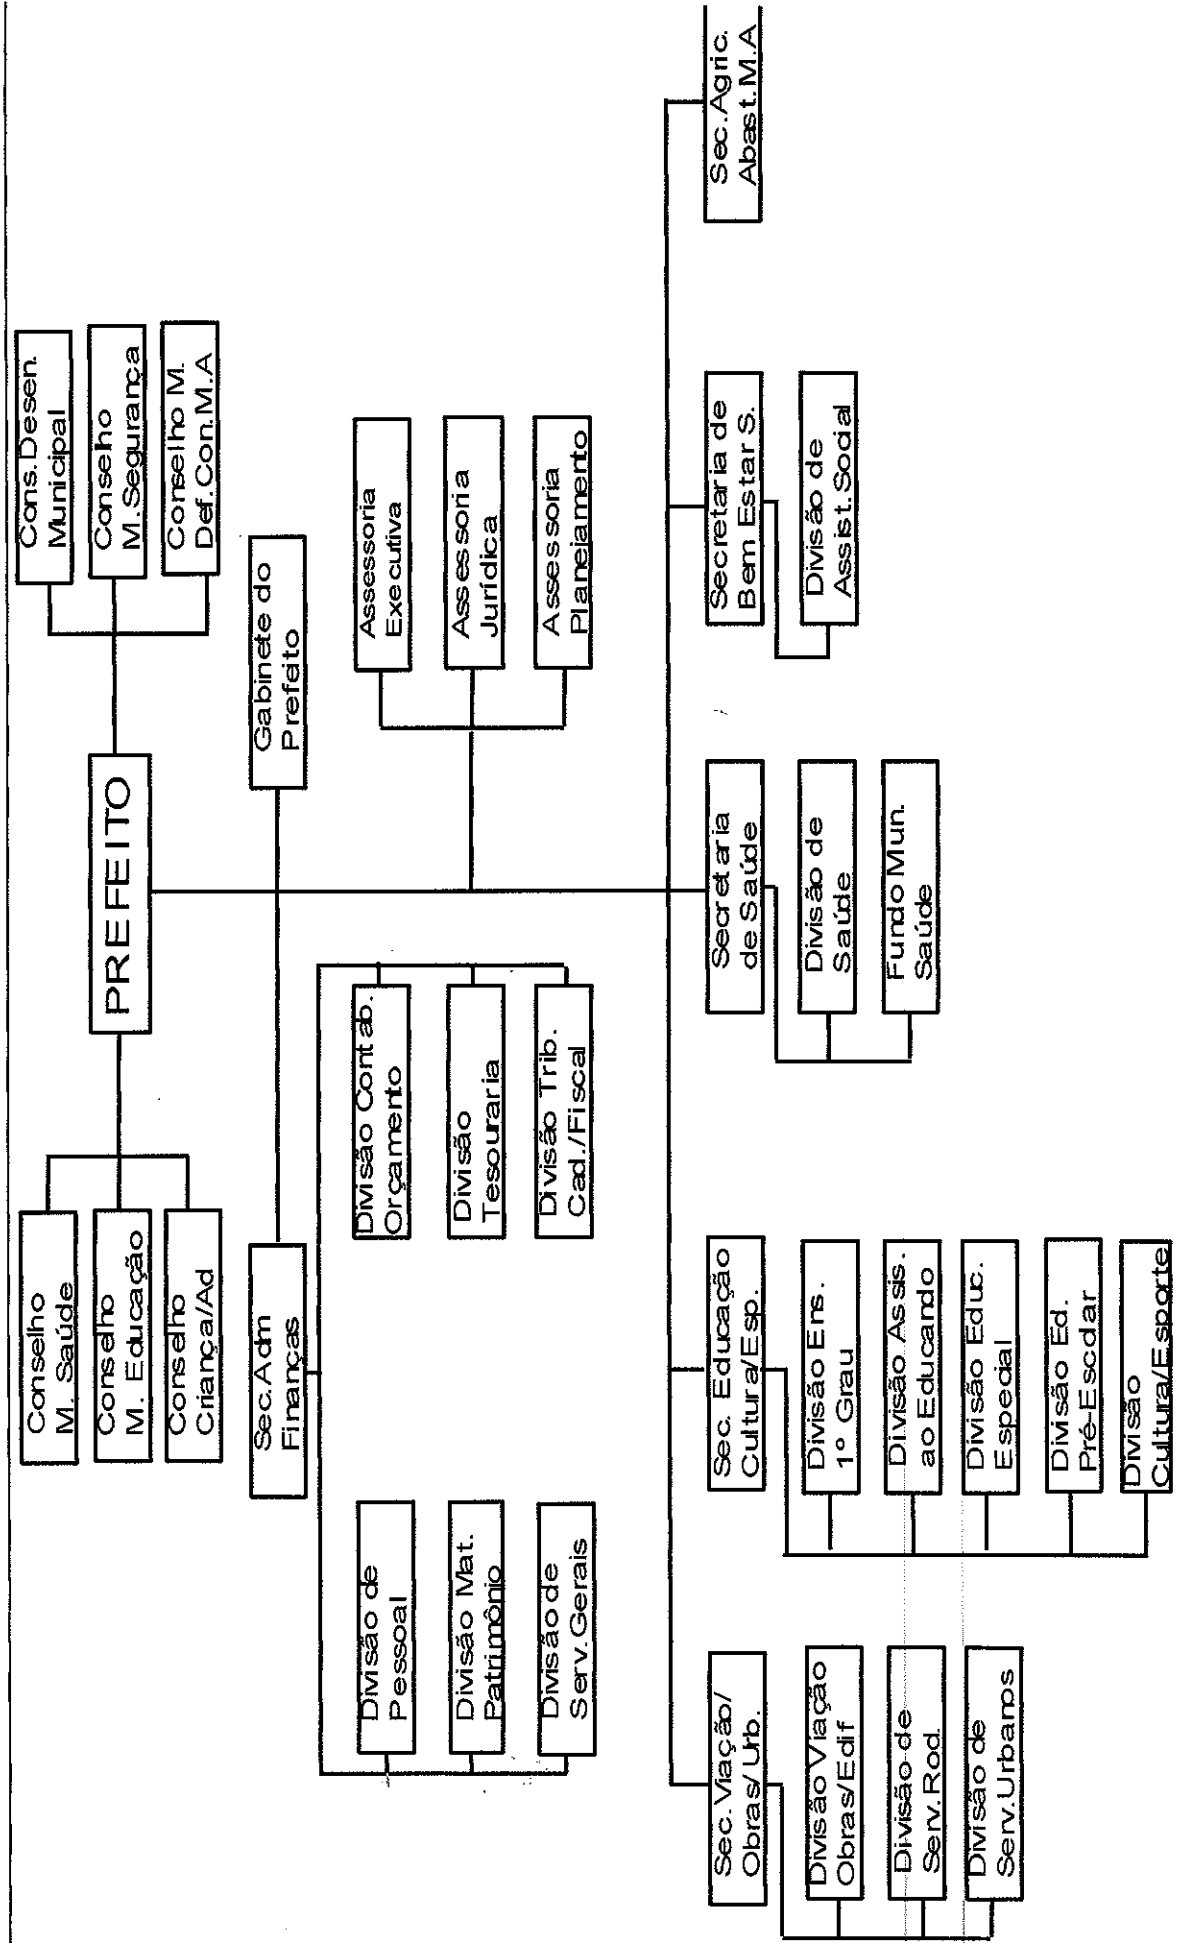 PREFEITO
Conselho
M. Saúde
Conselho
M. Educação
Conselho
Criança/Ad
Cons.Desen.
Municipal
Conselho
M.Segurança
Conselho M.
Def.Con.M.A
Sec.Adm
Finanças
Gabinete do
Prefeito
Divisão de
Pessoal
Divisão Mat.
Patrimônio
Divisão de
Serv.Gerais
Divisão Contab.
Orçamento
Divisão
Tesouraria
Divisão Trib.
Cad./Fiscal
Assessoria
Executiva
Assessoria
Jurídica
Assessoria
Planejamento
Sec.Viação/
Obras/Urb.
Divisão Viação
Obras/Edif
Divisão de
Serv.Rod.
Divisão de
Serv.Urbanos
Sec. Educação
Cultura/Esp.
Divisão Ens.
1º Grau
Divisão Assis.
ao Educando
Divisão Educ.
Especial
Divisão Ed.
Pré-Escolar
Divisão
Cultura/Esporte
Secretaria
de Saúde
Divisão de
Saúde
Fundo Mun.
Saúde
Secretaria de
Bem Estar S.
Divisão de
Assist.Social
Sec.Agric.
Abast.M.A